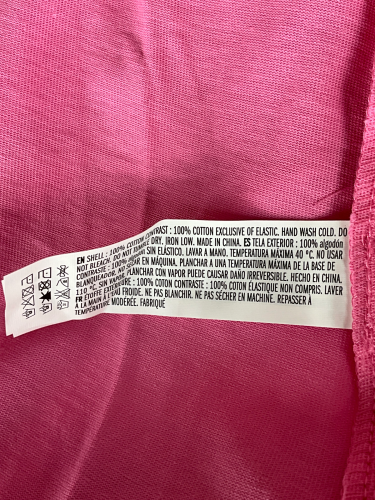 EN SHELL : 100% COTTON CONTRAST : 100% COTTON EXCLUSIVE OF ELASTIC. HAND WASH COLD. DO
NOT BLEACH. DO NOT TUMBLE DRY. IRON LOW. MADE IN CHINA. ES TELA EXTERIOR : 100% algodón
CONTRASTE : 100% SIN ELÁSTICO. LAVER A MANO. TEMPERATURA MÁXIMA 40 °C. NO USAR
BLANQUEADOR. NO SECAR EN MÁQUINA. PLANCHAR A UNA TEMPERATURA MÁXIMA DE LA BASE DE
110 °C. SIN VAPOR. PLANCHAR CON VAPOR PUEDE CAUSAR DAÑO IRREVERSIBLE. HECHO EN CHINA.
FR ÉTOFFE EXTÉRIEUR : 100% COTON CONTRASTE : 100% COTON ÉLASTIQUE NON COMPRIS. LAVER
À LA MAIN À L'EAU FROIDE. NE PAS BLANCHIR. NE PAS SÉCHER EN MACHINE. REPASSER À
TEMPÉRATURE MODÉRÉE. FABRIQUÉ